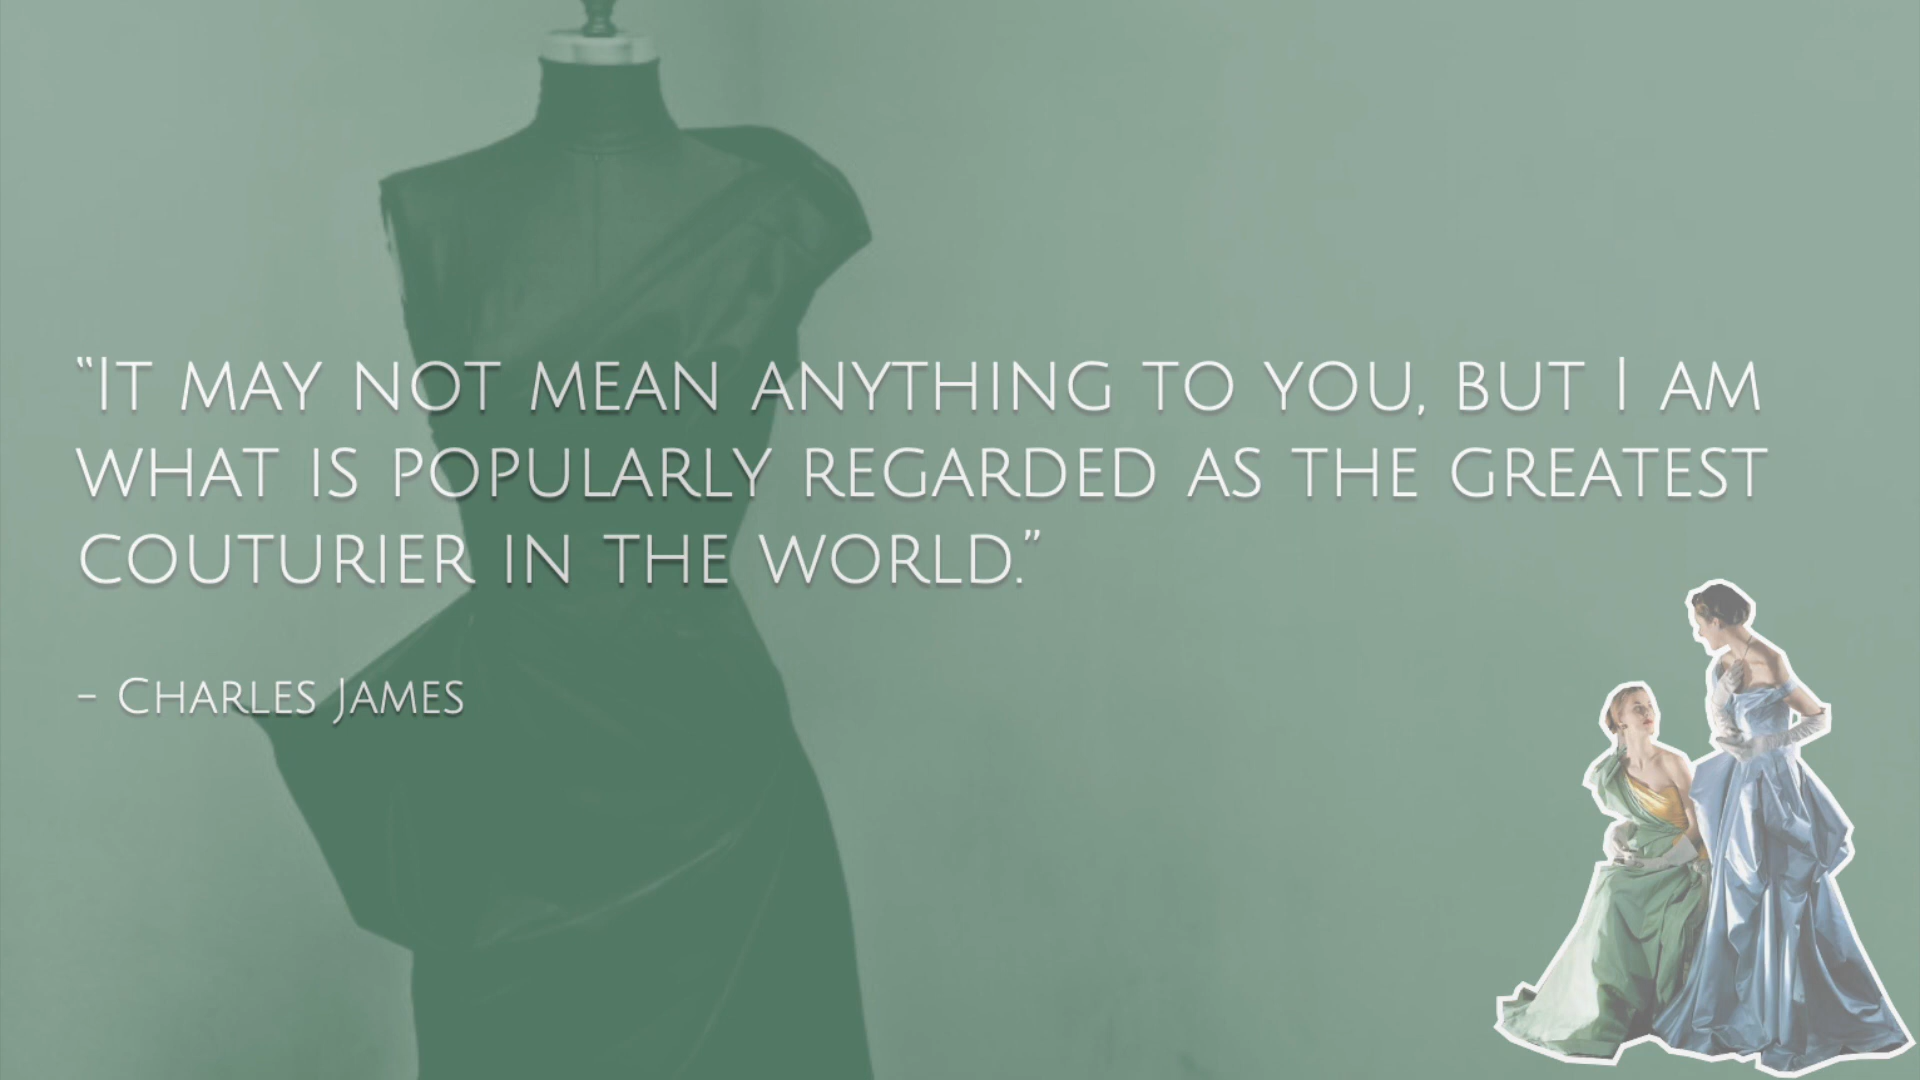 “It may not mean anything to you, but I am
what is popularly regarded as the greatest
couturier in the world.”
- Charles James